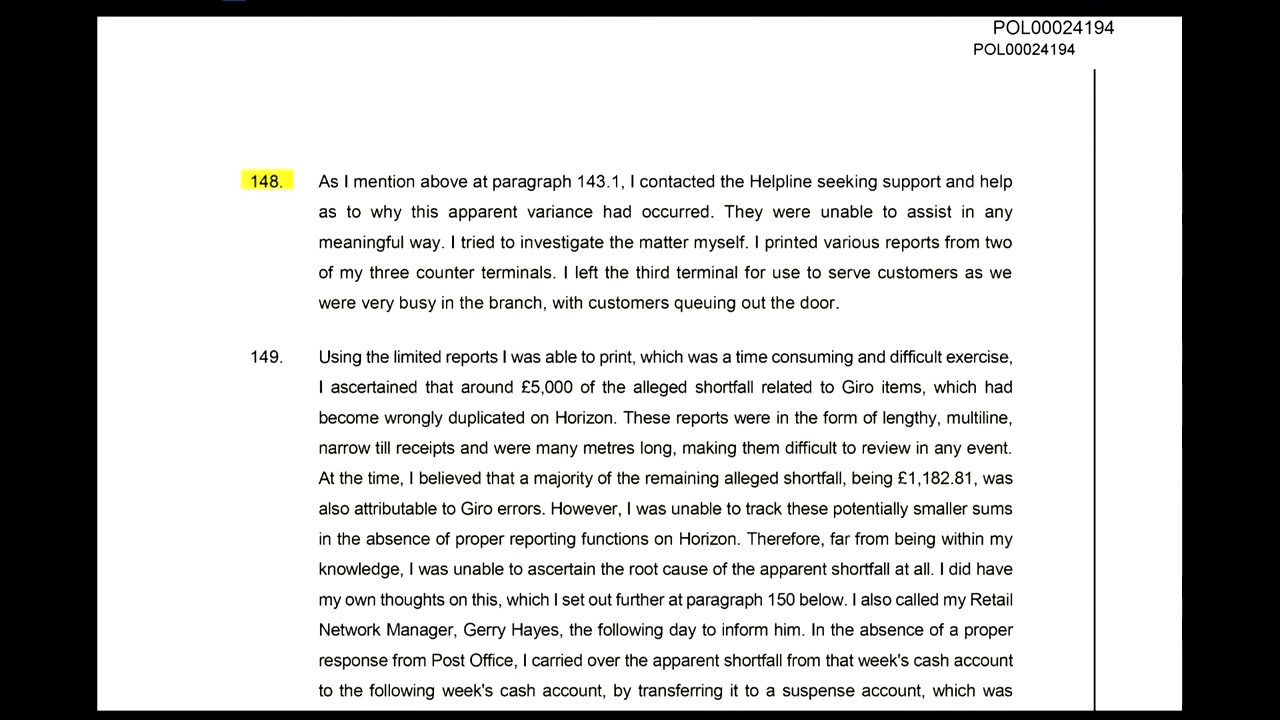 POL00024194
POL00024194
148. As I mention above at paragraph 143.1, I contacted the Helpline seeking support and help
as to why this apparent variance had occurred. They were unable to assist in any
meaningful way. I tried to investigate the matter myself. I printed various reports from two
of my three counter terminals. I left the third terminal for use to serve customers as we
were very busy in the branch, with customers queuing out the door.
149. Using the limited reports I was able to print, which was a time consuming and difficult exercise,
I ascertained that around £5,000 of the alleged shortfall related to Giro items, which had
become wrongly duplicated on Horizon. These reports were in the form of lengthy, multiline,
narrow till receipts and were many metres long, making them difficult to review in any event.
At the time, I believed that a majority of the remaining alleged shortfall, being £1,182.81, was
also attributable to Giro errors. However, I was unable to track these potentially smaller sums
in the absence of proper reporting functions on Horizon. Therefore, far from being within my
knowledge, I was unable to ascertain the root cause of the apparent shortfall at all. I did have
my own thoughts on this, which I set out further at paragraph 150 below. I also called my Retail
Network Manager, Gerry Hayes, the following day to inform him. In the absence of a proper
response from Post Office, I carried over the apparent shortfall from that week's cash account
to the following week's cash account, by transferring it to a suspense account, which was